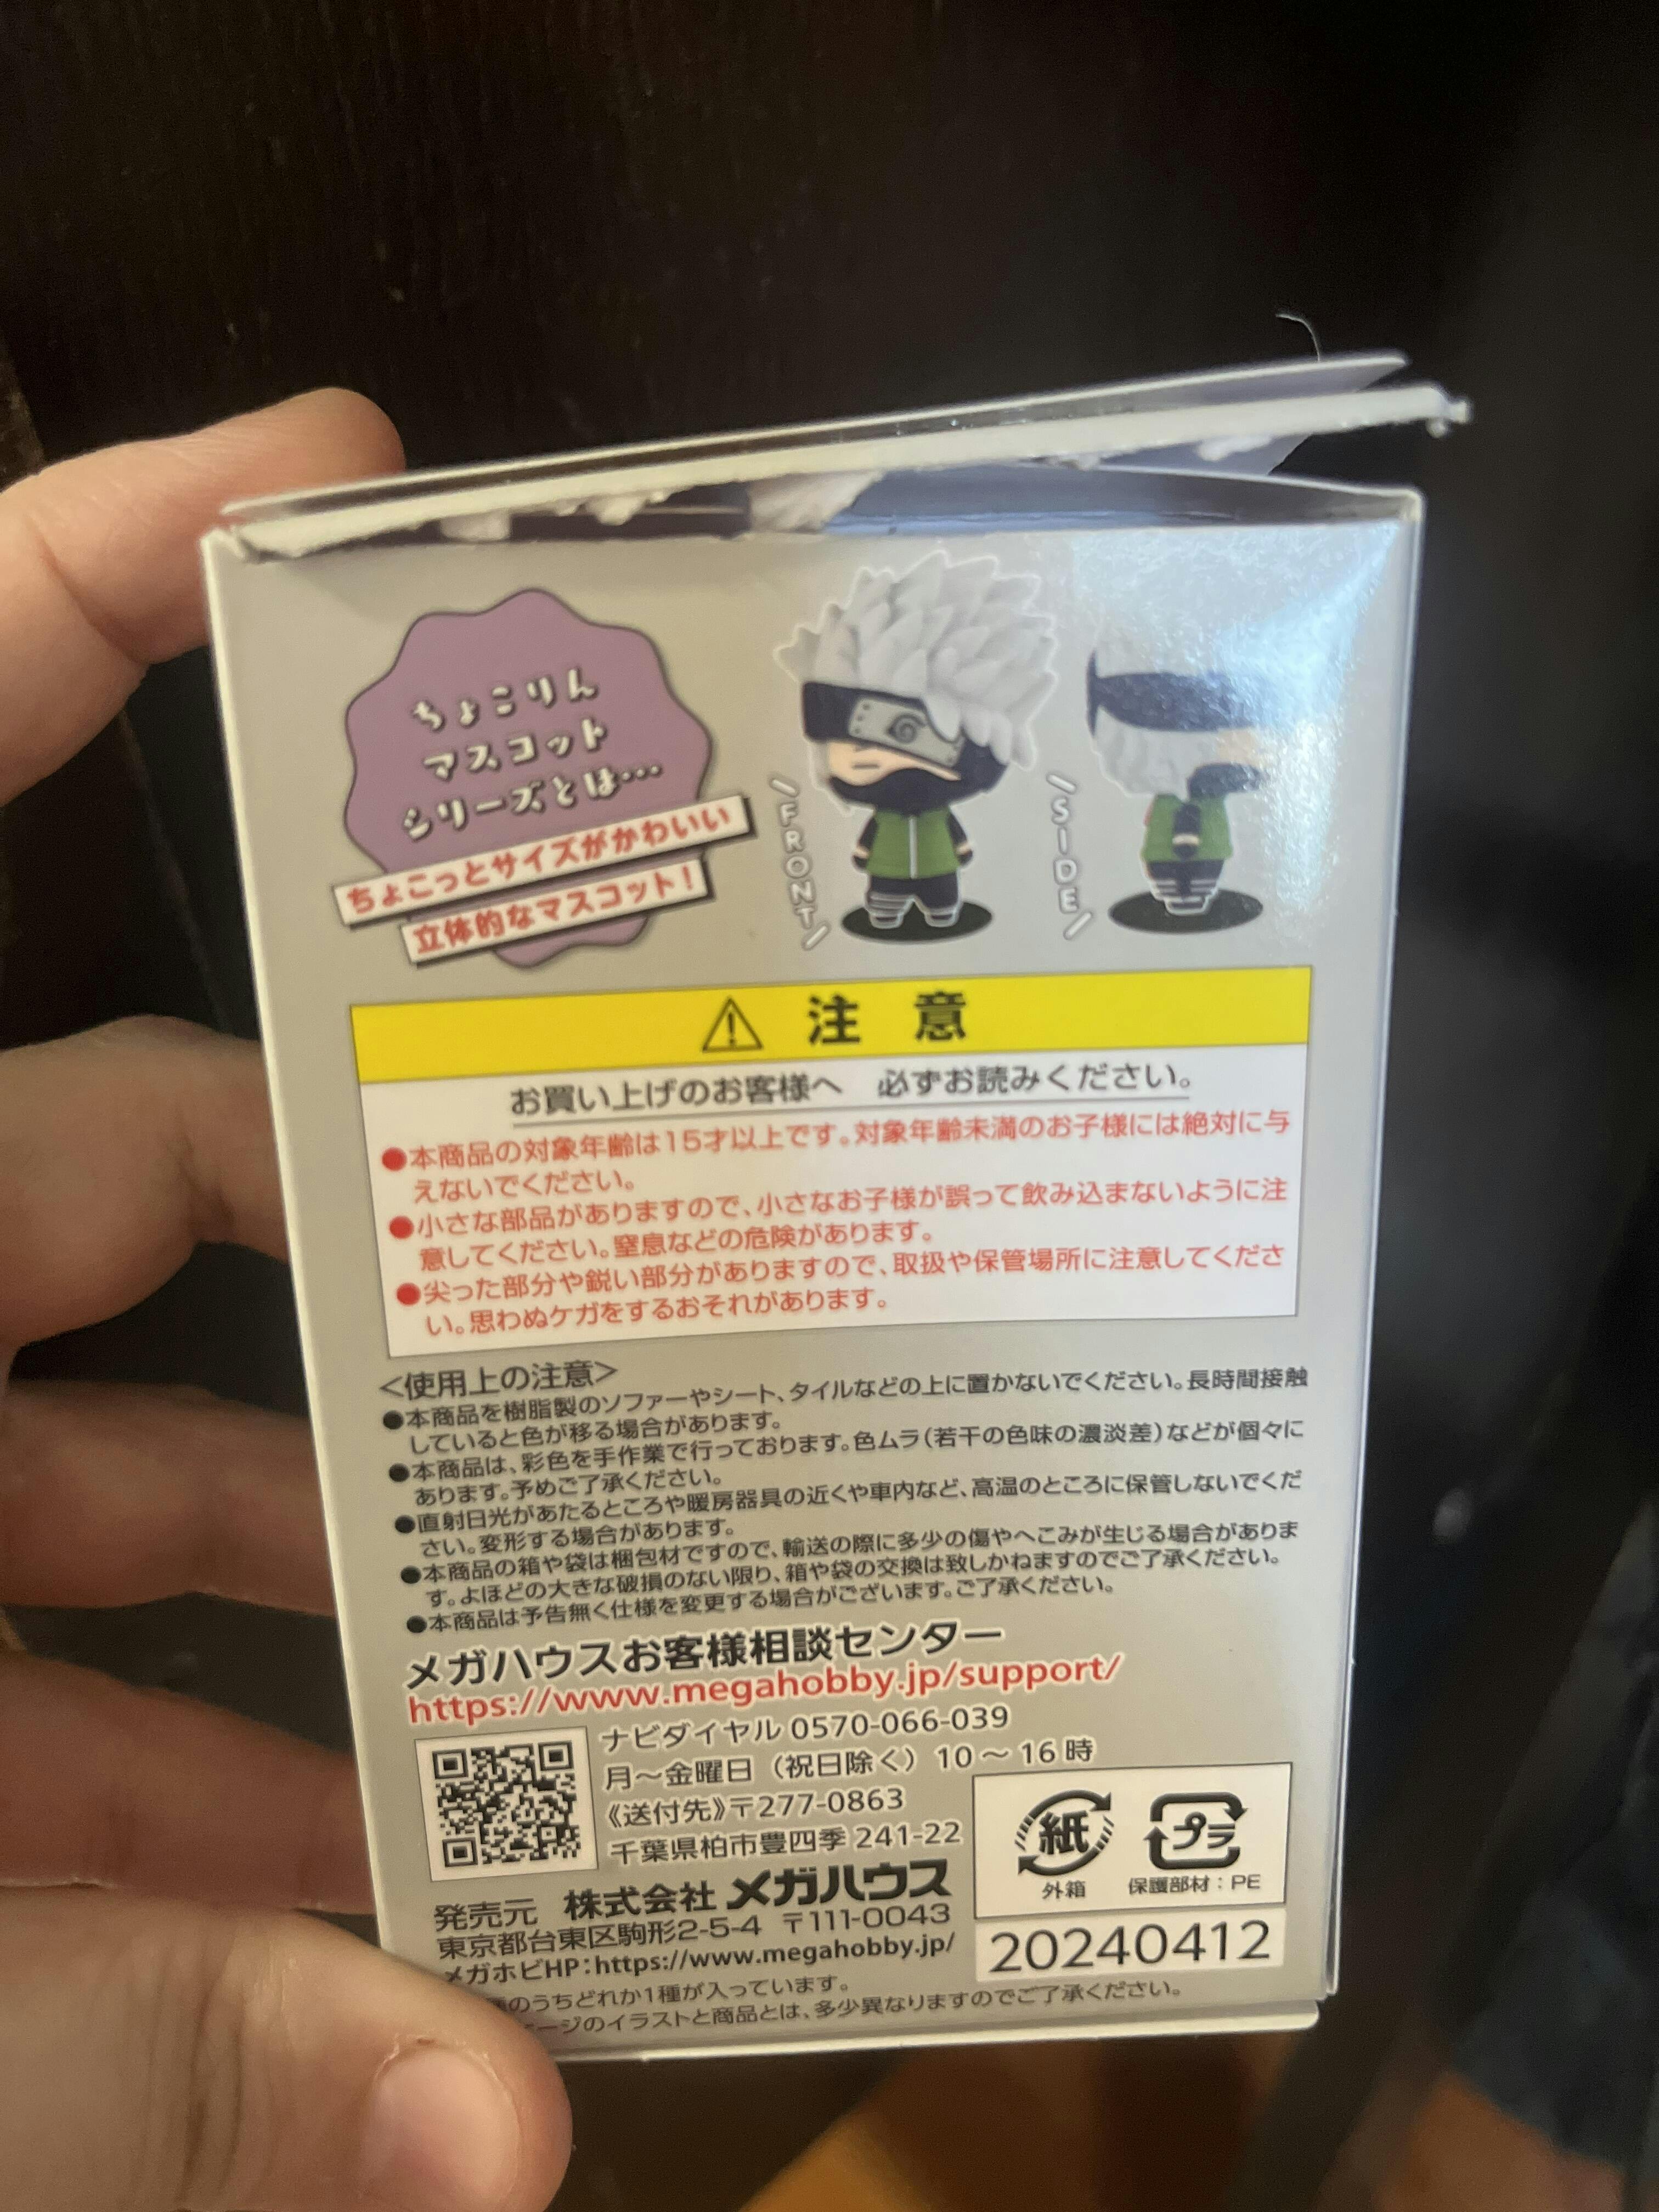 ちょこりん
マスコット
シリーズとは…
ちょこっとサイズがかわいい
立体的なマスコット！
FRONT
SIDE
注意
お買い上げのお客様へ 必ずお読みください。
●本商品の対象年齢は15才以上です。対象年齢未満のお子様には絶対に与
えないでください。
●小さな部品がありますので、小さなお子様が誤って飲み込まないように注
意してください。窒息などの危険があります。
●尖った部分や鋭い部分がありますので、取扱や保管場所に注意してくださ
い。思わぬケガをするおそれがあります。
<使用上の注意>
●本商品を樹脂製のソファーやシート、タイルなどの上に置かないでください。長時間接触
していると色が移る場合があります。
●本商品は、彩色を手作業で行っております。色ムラ（若干の色味の濃淡差）などが個々に
あります。予めご了承ください。
●直射日光があたるところや暖房器具の近くや車内など、高温のところに保管しないでくだ
さい。変形する場合があります。
●本商品の箱や袋は梱包材ですので、輸送の際に多少の傷やへこみが生じる場合がありま
す。よほどの大きな破損のない限り、箱や袋の交換は致しかねますのでご了承ください。
●本商品は予告無く仕様を変更する場合がございます。ご了承ください。
メガハウスお客様相談センター
https://www.megahobby.jp/support/
ナビダイヤル 0570-066-039
月～金曜日（祝日除く）10～16時
《送付先》〒277-0863
千葉県柏市豊四季 241-22
発売元 株式会社 メガハウス
東京都台東区駒形2-5-4 〒111-0043
メガホビHP:https://www.megahobby.jp/
紙
外箱
プラ
保護部材：PE
20240412
のうちどれか1種が入っています。
ージのイラストと商品とは、多少異なりますのでご了承ください。